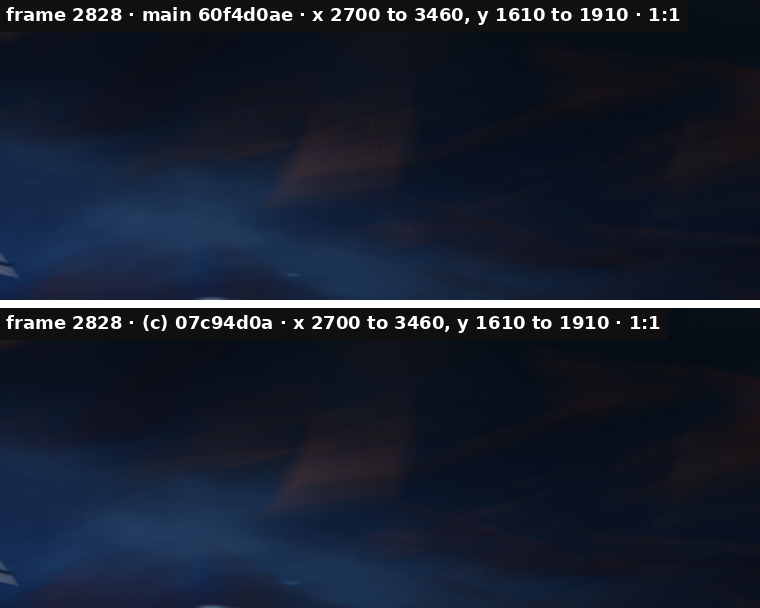 frame 2828 · main 60f4d0ae · x 2700 to 3460, y 1610 to 1910 · 1:1
frame 2828 · (c) 07c94d0a · x 2700 to 3460, y 1610 to 1910 · 1:1